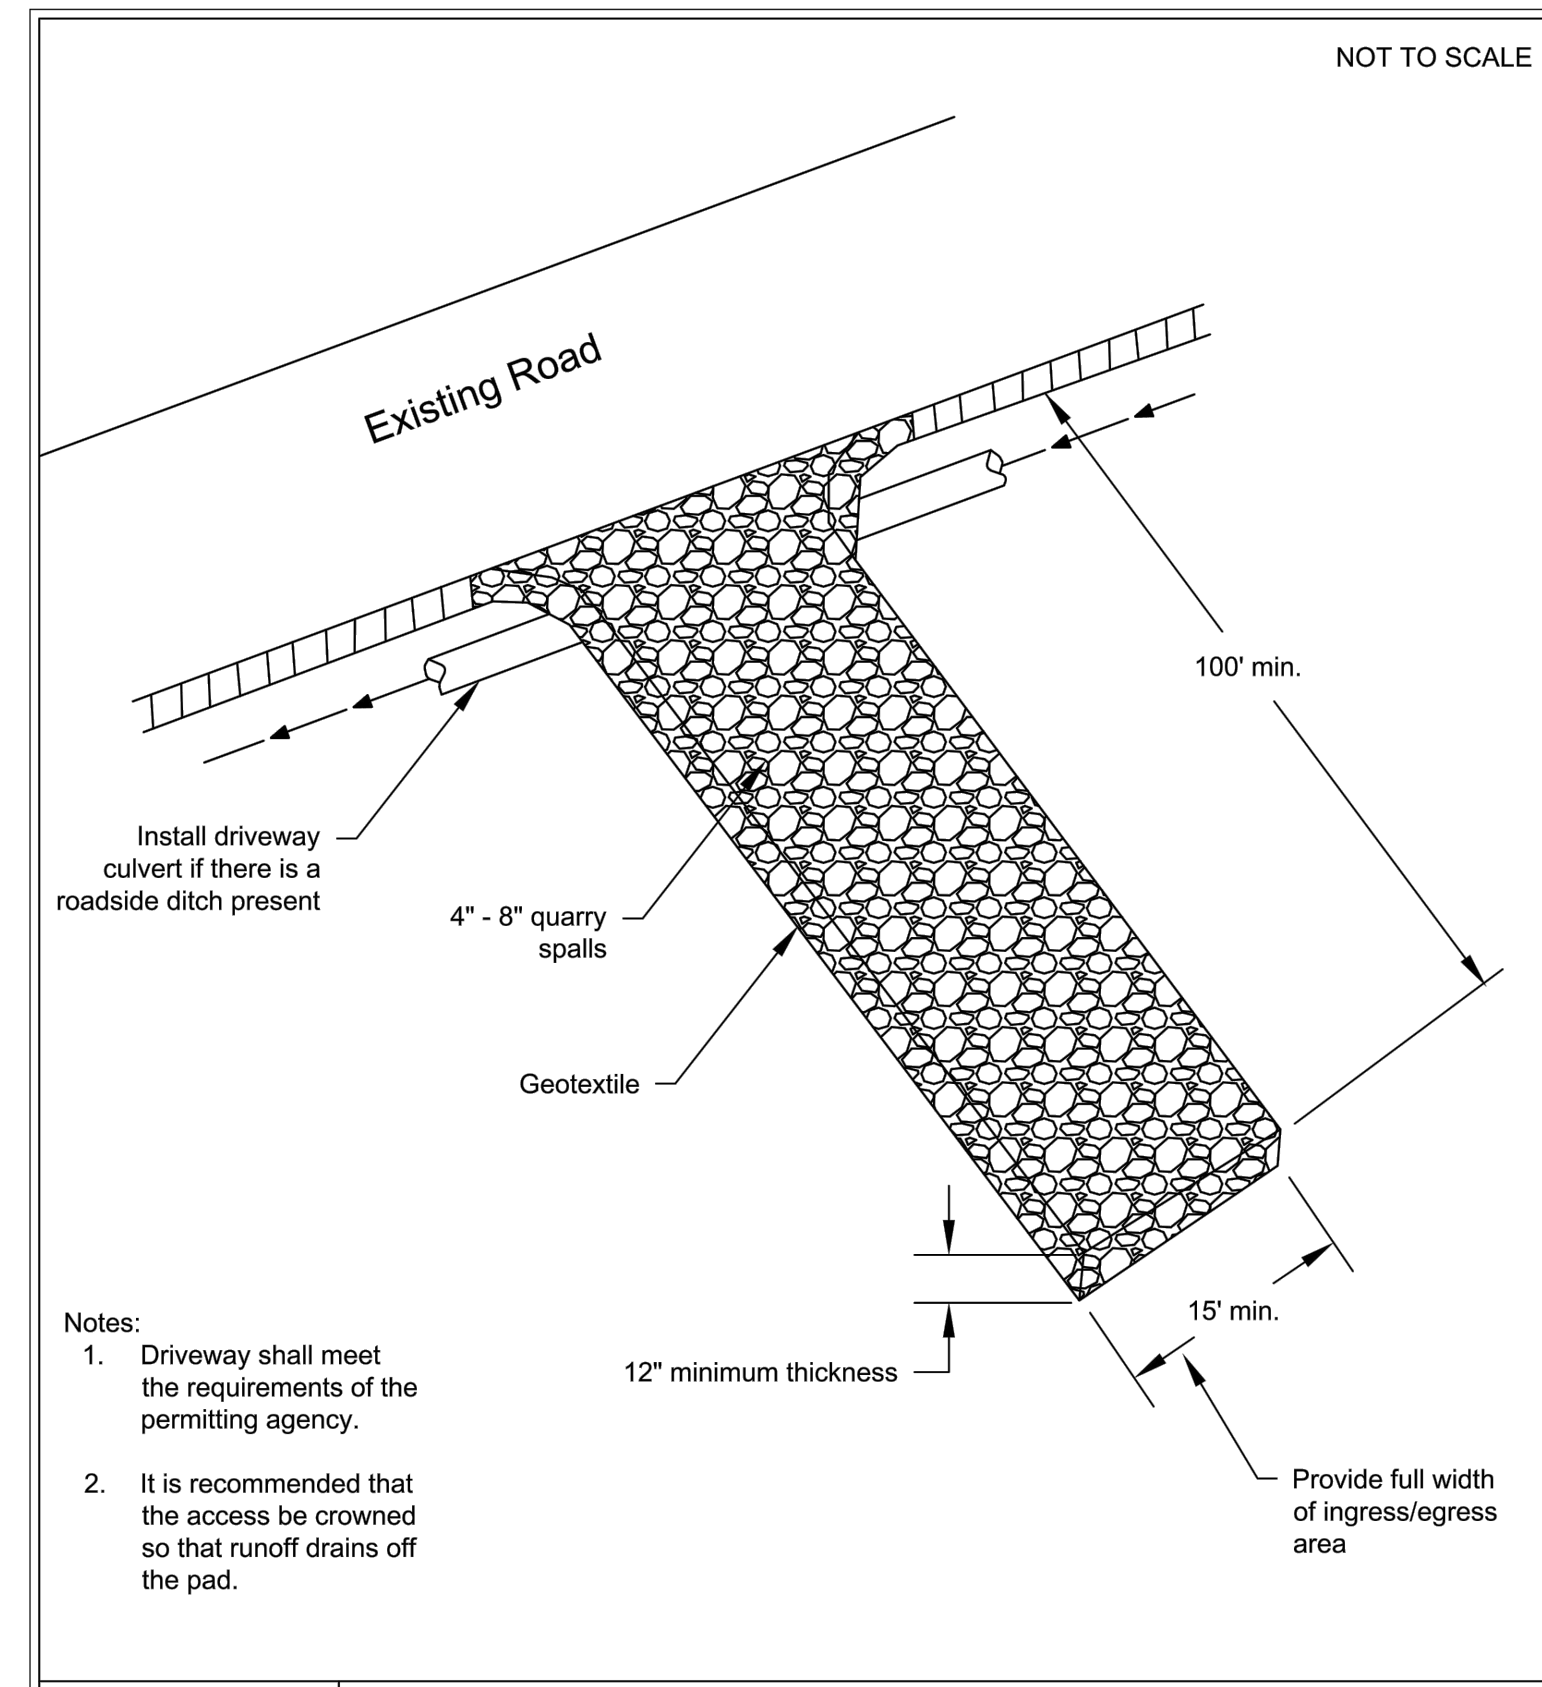 NOT TO SCALE
Existing Road
100' min.
Install driveway
culvert if there is a
roadside ditch present
4" - 8" quarry
spalls
Geotextile
15' min.
12" minimum thickness
Provide full width
of ingress/egress
area
Notes:
1. Driveway shall meet
the requirements of the
permitting agency.
2. It is recommended that
the access be crowned
so that runoff drains off
the pad.